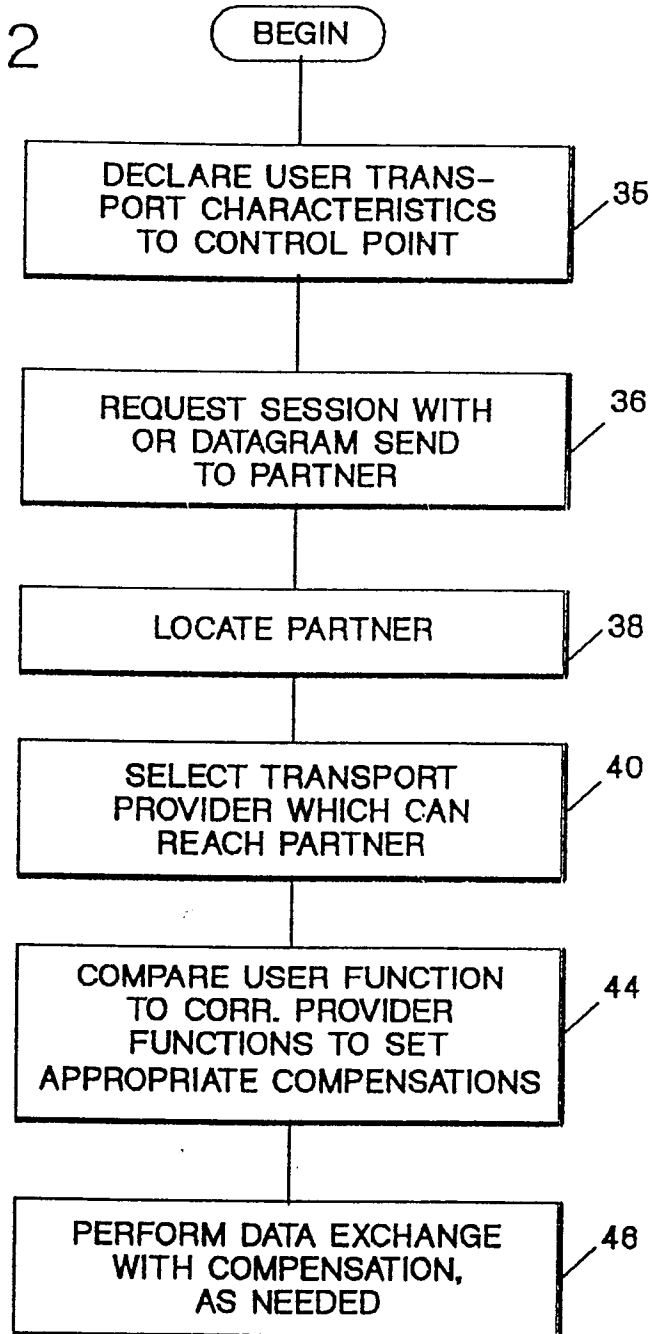 2
BEGIN
DECLARE USER TRANS-
PORT CHARACTERISTICS
TO CONTROL POINT
35
REQUEST SESSION WITH
OR DATAGRAM SEND
TO PARTNER
36
LOCATE PARTNER
38
SELECT TRANSPORT
PROVIDER WHICH CAN
REACH PARTNER
40
COMPARE USER FUNCTION
TO CORR. PROVIDER
FUNCTIONS TO SET
APPROPRIATE COMPENSATIONS
44
PERFORM DATA EXCHANGE
WITH COMPENSATION,
AS NEEDED
46